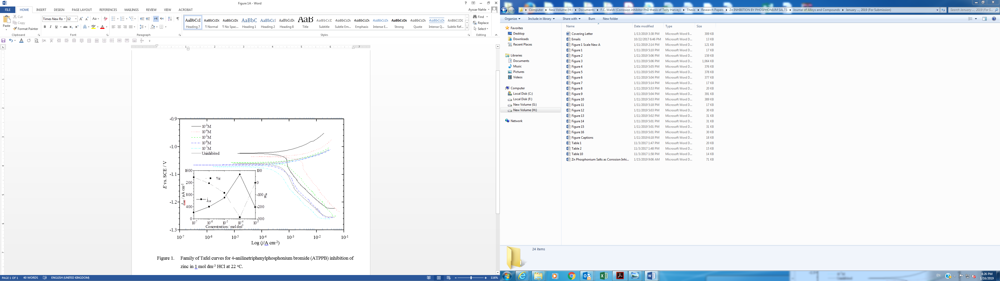 Figure 1A - Word
Ayssar Nahle
FILE HOME INSERT DESIGN PAGE LAYOUT REFERENCES MAILINGS REVIEW VIEW ACROBAT
Cut
Copy
Format Painter
Paste
Clipboard
Times New Ro 12
Font
Paragraph
AaBbCcI AaBbCcDc AaBbCcDc AaBbC AaBbCcI AaBbCcDc AaB AaBbCcD AaBbCcDc AaBbCcDc AaBbCcDc AaBbCcDc AaBbCcDc AaBbCcDc AABBCCDC
Heading 7 ¶ Normal ¶ No Spac... Heading 1 Heading 2 Heading 8 Title Subtitle Subtle Em... Emphasis Intense E... Strong Quote Intense Q... Subtle Ref...
Styles
Find
Replace
Select
Editing
-0.9
-1.0
-1.1
-1.2
-1.3
E vs. SCE / V
10-3M
10-4M
10-5M
10-6M
10-7M
Uninhibited
1600
200
800
400
0
Jcorr / µA cm-2
%ε
jcor
100
0
-100
-200
-300
%ε
10-7 10-6 10-5 10-4 10-3
Concentration / mol dm-3
10-7 10-6 10-5 10-4 10-3 10-2 10-1
Log (j/A cm-2)
Figure 1. Family of Tafel curves for 4-anilinetriphenylphosphonium bromide (ATPPB) inhibition of
zinc in 1 mol dm-3 HCl at 22 °C.
PAGE 1 OF 1 40 WORDS ENGLISH (UNITED KINGDOM) 116%
Computer New Volume (H:) Documents F.C. Walsh (Corrosion inhibitor PhD thesis of Terry Harvey) Thesis Research Papers Zn INHIBITION BY PHOSPHONIUM SALTS Journal of Alloys and Compounds January ..., 2019 (For Submission)
Search January ..., 2019 (For S...
Organize Include in library Share with Burn New folder
Favorites
Desktop
Downloads
Recent Places
Libraries
Documents
Music
Pictures
Videos
Computer
Local Disk (C:)
Local Disk (F:)
New Volume (G:)
New Volume (H:)
Network
Name Date modified Type Size
Covering Letter 1/13/2019 3:38 PM Microsoft Word 9... 309 KB
Emails 10/22/2017 6:46 PM Microsoft Word D... 13 KB
Figure 1 Scale New A 1/11/2019 2:14 PM Microsoft Word D... 121 KB
Figure 1 1/11/2019 5:10 PM Microsoft Word D... 17 KB
Figure 2 1/11/2019 5:06 PM Microsoft Word D... 159 KB
Figure 3 1/11/2019 5:06 PM Microsoft Word D... 1,064 KB
Figure 4 1/11/2019 5:05 PM Microsoft Word D... 376 KB
Figure 5 1/11/2019 5:05 PM Microsoft Word D... 378 KB
Figure 6 1/11/2019 5:04 PM Microsoft Word D... 377 KB
Figure 7 1/11/2019 5:14 PM Microsoft Word D... 17 KB
Figure 8 1/11/2019 5:53 PM Microsoft Word D... 20 KB
Figure 9 1/11/2019 5:04 PM Microsoft Word D... 391 KB
Figure 10 1/11/2019 5:03 PM Microsoft Word D... 389 KB
Figure 11 1/11/2019 5:18 PM Microsoft Word D... 17 KB
Figure 12 1/11/2019 5:03 PM Microsoft Word D... 30 KB
Figure 13 1/11/2019 5:02 PM Microsoft Word D... 31 KB
Figure 14 1/11/2019 5:01 PM Microsoft Word D... 31 KB
Figure 15 1/11/2019 5:01 PM Microsoft Word D... 31 KB
Figure 16 1/11/2019 5:01 PM Microsoft Word D... 30 KB
Figure Captions 1/11/2019 6:18 PM Microsoft Word D... 18 KB
Table 1 11/3/2017 1:47 PM Microsoft Word D... 20 KB
Table 2 11/3/2017 1:48 PM Microsoft Word D... 15 KB
Table 10 11/3/2017 1:58 PM Microsoft Word D... 14 KB
Zn Phosphonium Salts as Corrosion Inhi... 1/15/2019 9:06 AM Microsoft Word D... 71 KB
24 items
EN
4:26 PM
1/16/2019